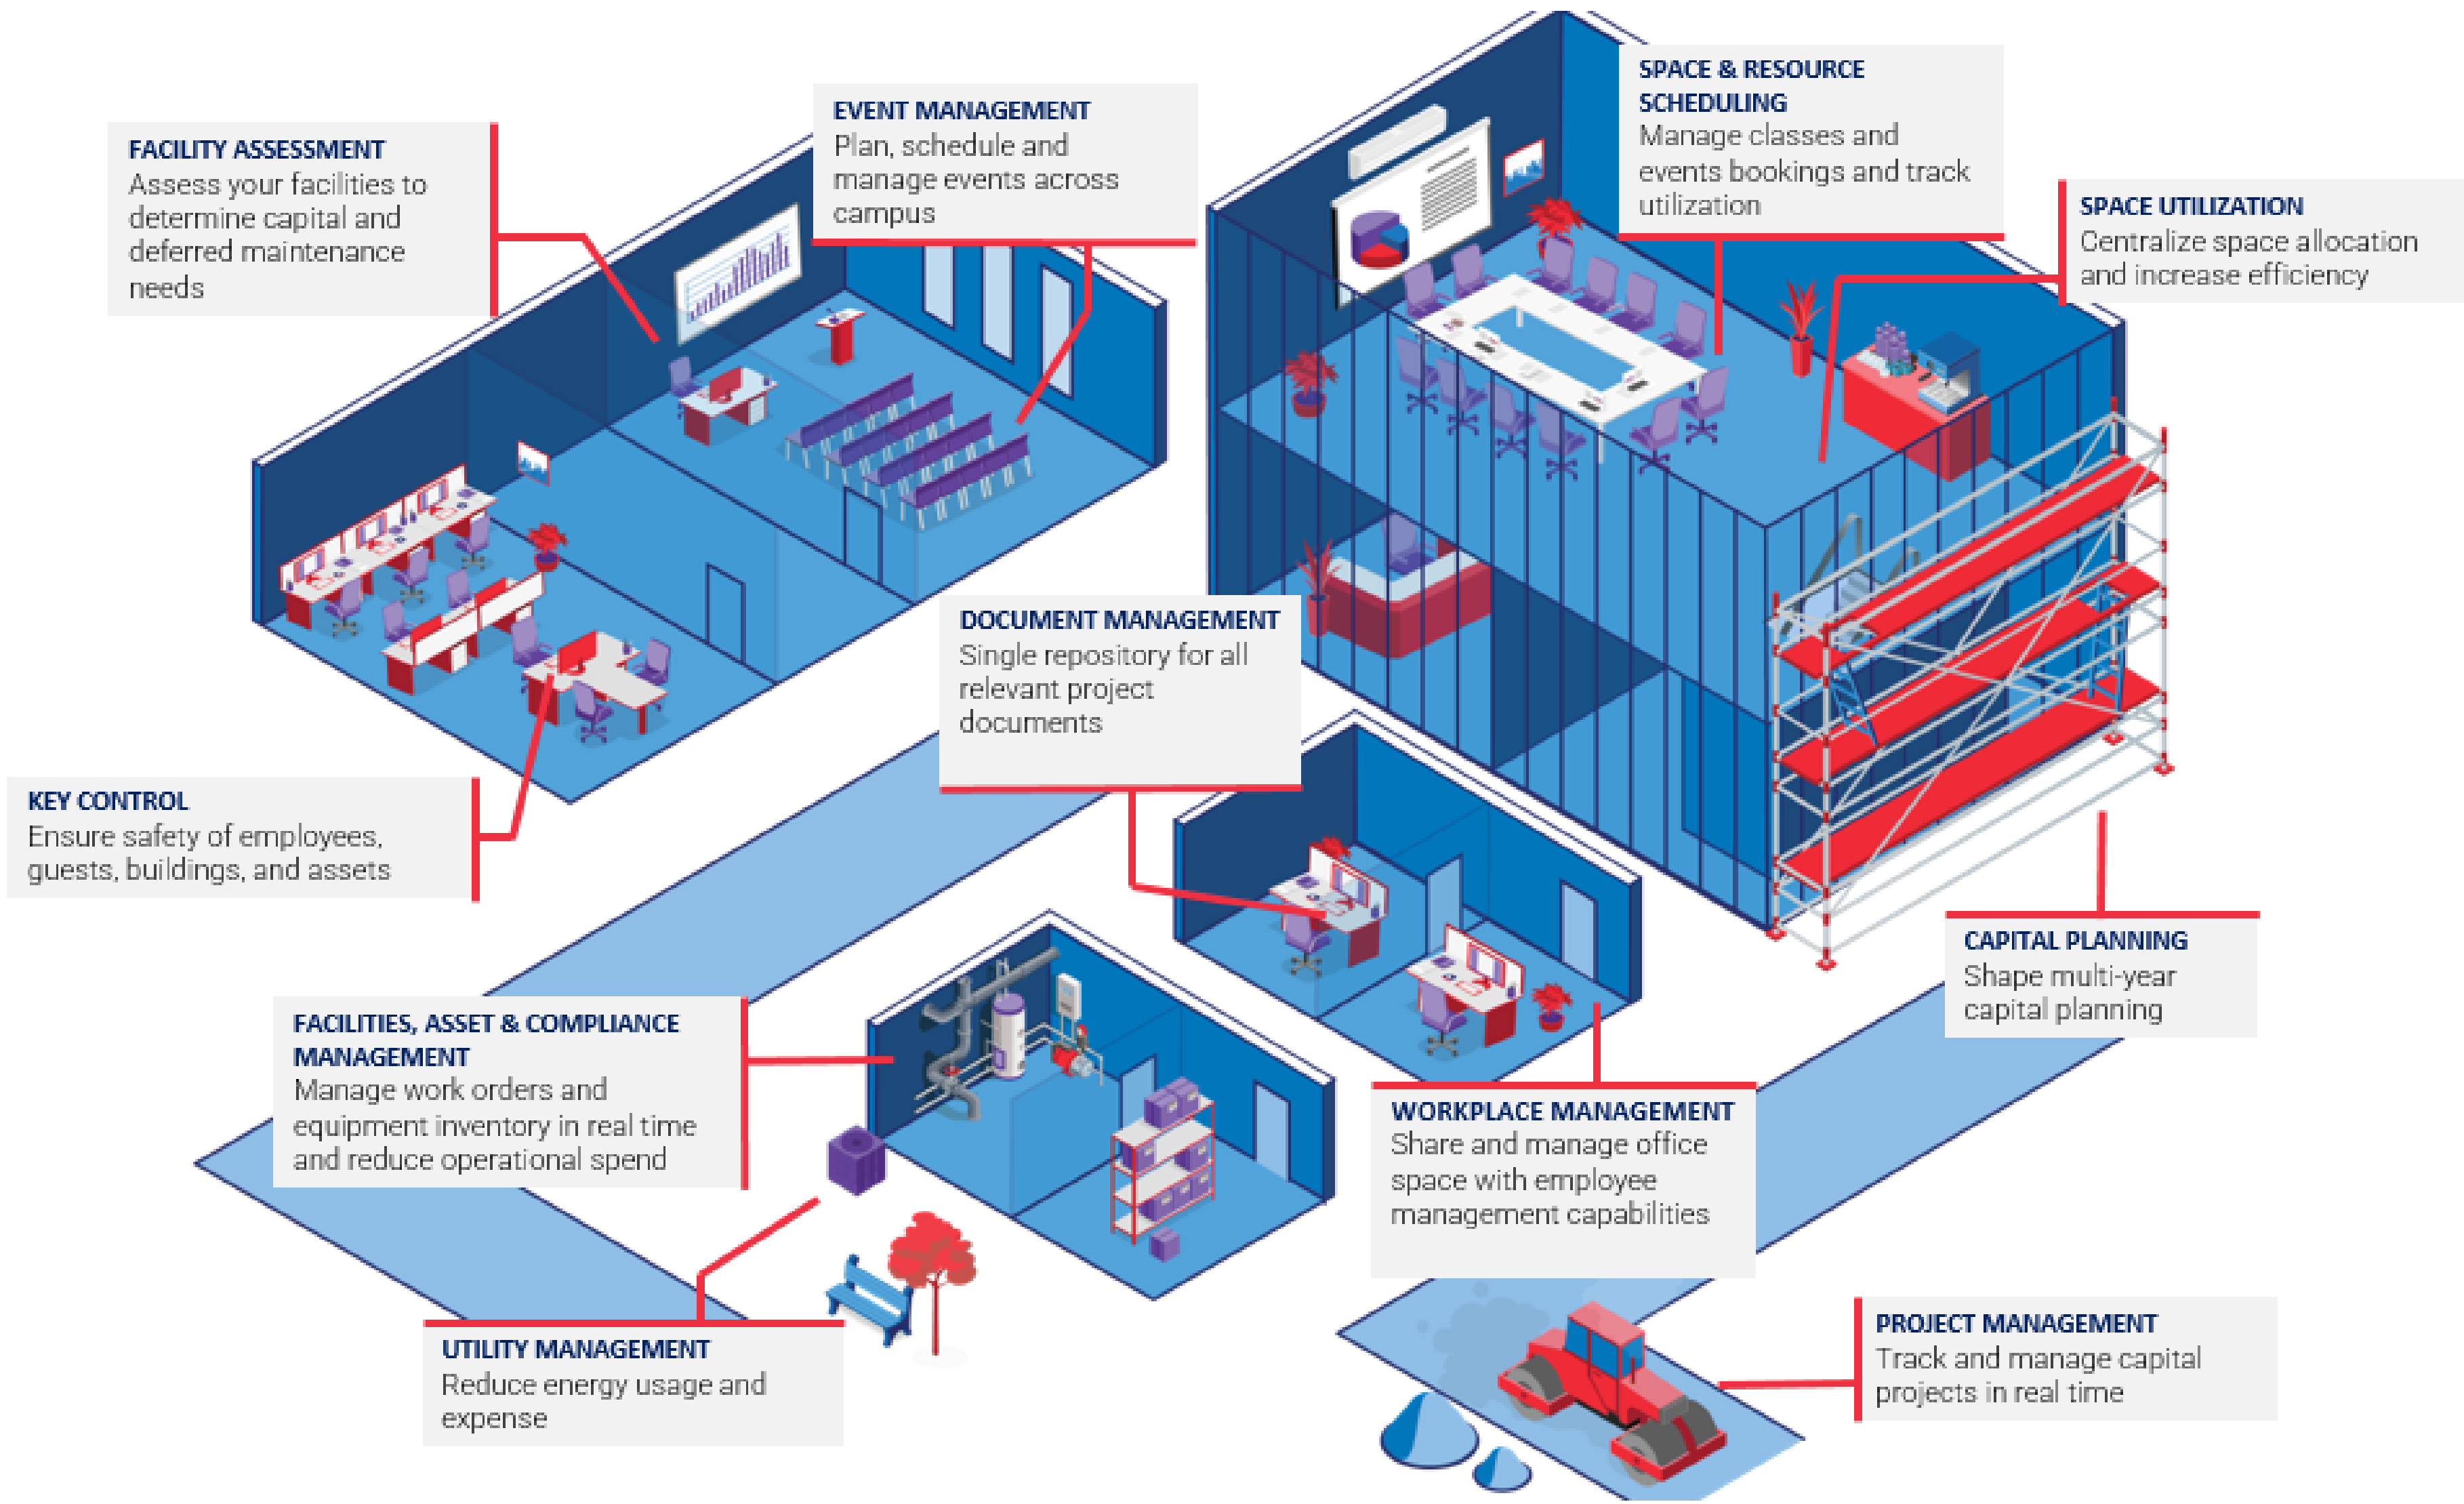 FACILITY ASSESSMENT
Assess your facilities to
determine capital and
deferred maintenance
needs
EVENT MANAGEMENT
Plan, schedule and
manage events across
campus
SPACE & RESOURCE
SCHEDULING
Manage classes and
events bookings and track
utilization
SPACE UTILIZATION
Centralize space allocation
and increase efficiency
DOCUMENT MANAGEMENT
Single repository for all
relevant project
documents
KEY CONTROL
Ensure safety of employees,
guests, buildings, and assets
CAPITAL PLANNING
Shape multi-year
capital planning
FACILITIES, ASSET & COMPLIANCE
MANAGEMENT
Manage work orders and
equipment inventory in real time
and reduce operational spend
WORKPLACE MANAGEMENT
Share and manage office
space with employee
management capabilities
UTILITY MANAGEMENT
Reduce energy usage and
expense
PROJECT MANAGEMENT
Track and manage capital
projects in real time